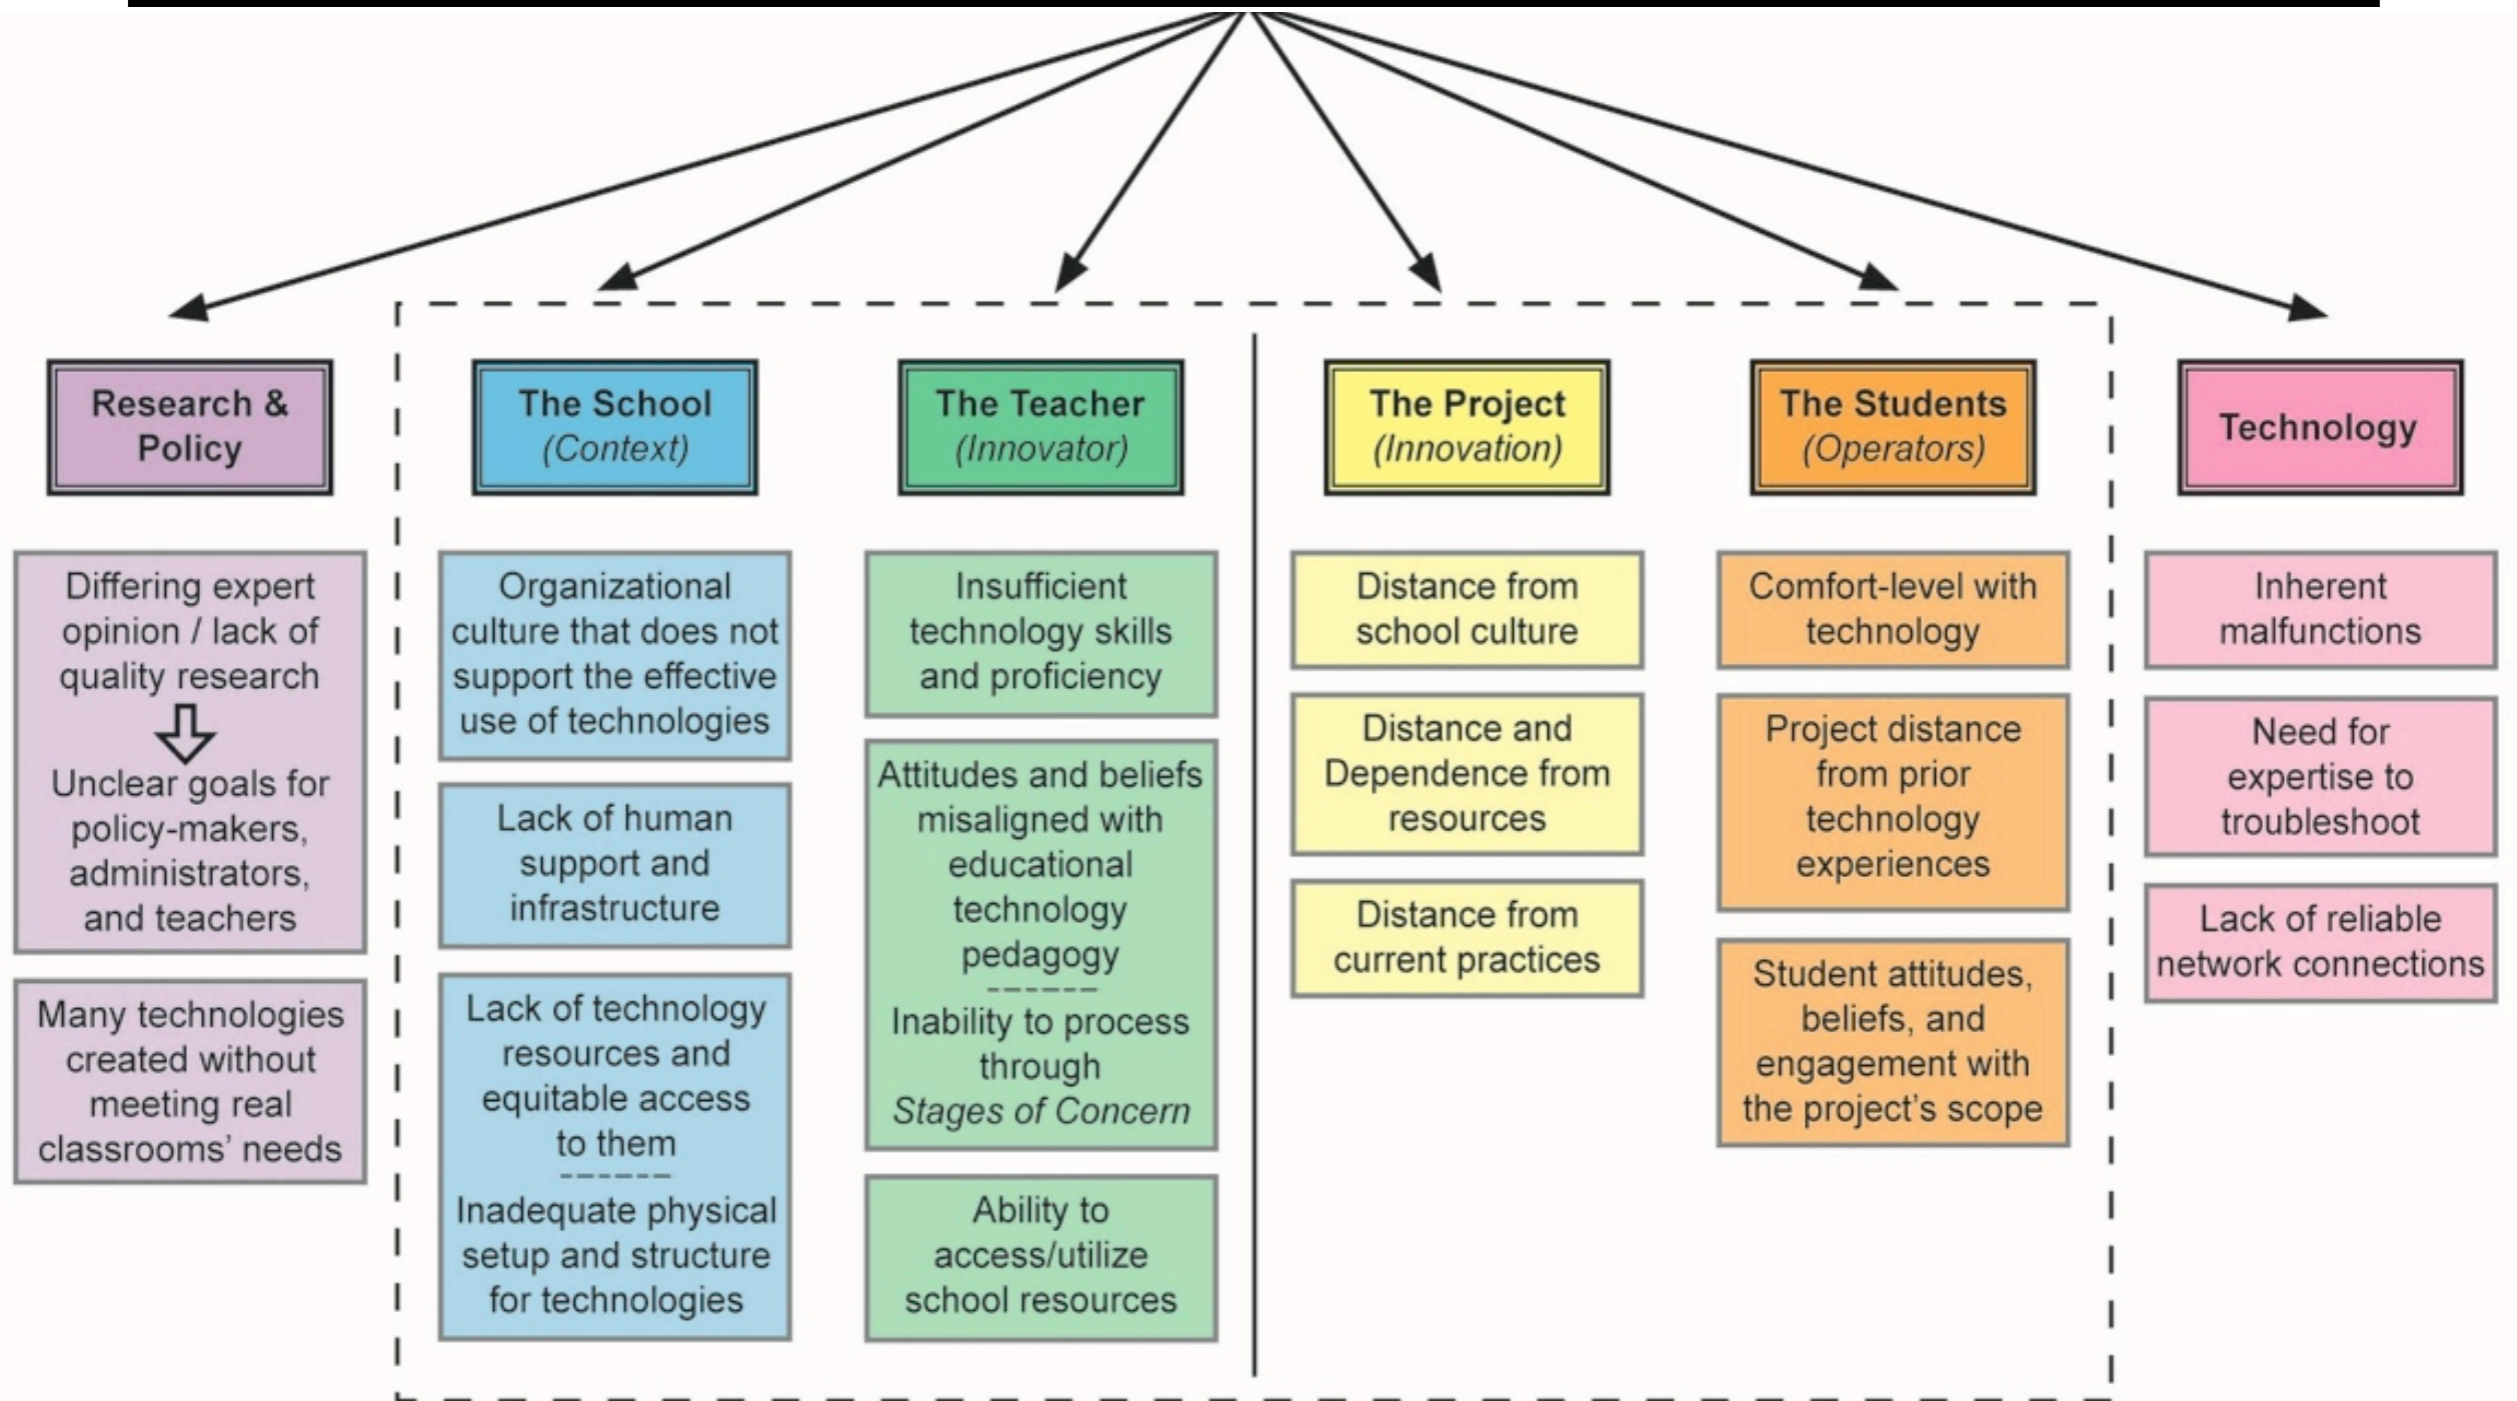 Research &
Policy
The School
(Context)
The Teacher
(Innovator)
The Project
(Innovation)
The Students
(Operators)
Technology
Differing expert
opinion / lack of
quality research
Unclear goals for
policy-makers,
administrators,
and teachers
Many technologies
created without
meeting real
classrooms’ needs
Organizational
culture that does not
support the effective
use of technologies
Lack of human
support and
infrastructure
Lack of technology
resources and
equitable access
to them
Inadequate physical
setup and structure
for technologies
Insufficient
technology skills
and proficiency
Attitudes and beliefs
misaligned with
educational
technology
pedagogy
Inability to process
through
Stages of Concern
Ability to
access/utilize
school resources
Distance from
school culture
Distance and
Dependence from
resources
Distance from
current practices
Comfort-level with
technology
Project distance
from prior
technology
experiences
Student attitudes,
beliefs, and
engagement with
the project’s scope
Inherent
malfunctions
Need for
expertise to
troubleshoot
Lack of reliable
network connections